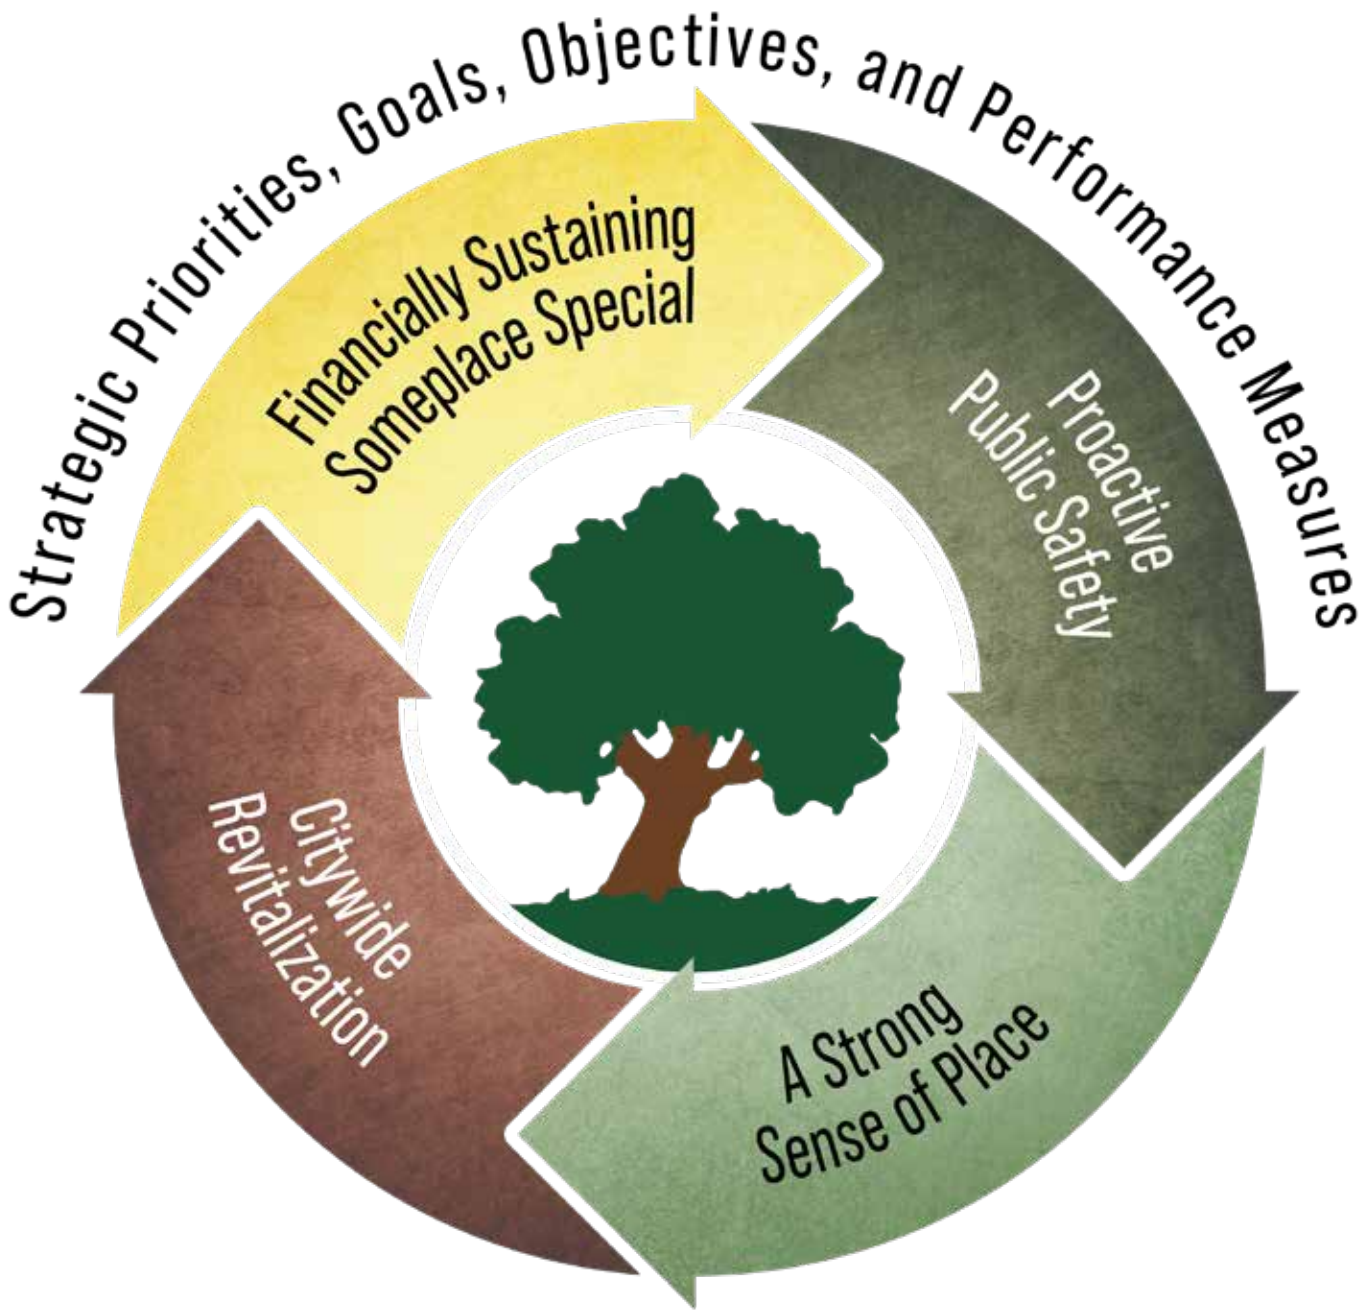 Strategic Priorities, Goals, Objectives, and Performance Measures
Financially Sustaining
Someplace Special
Proactive
Public Safety
A Strong
Sense of Place
Citywide
Revitalization